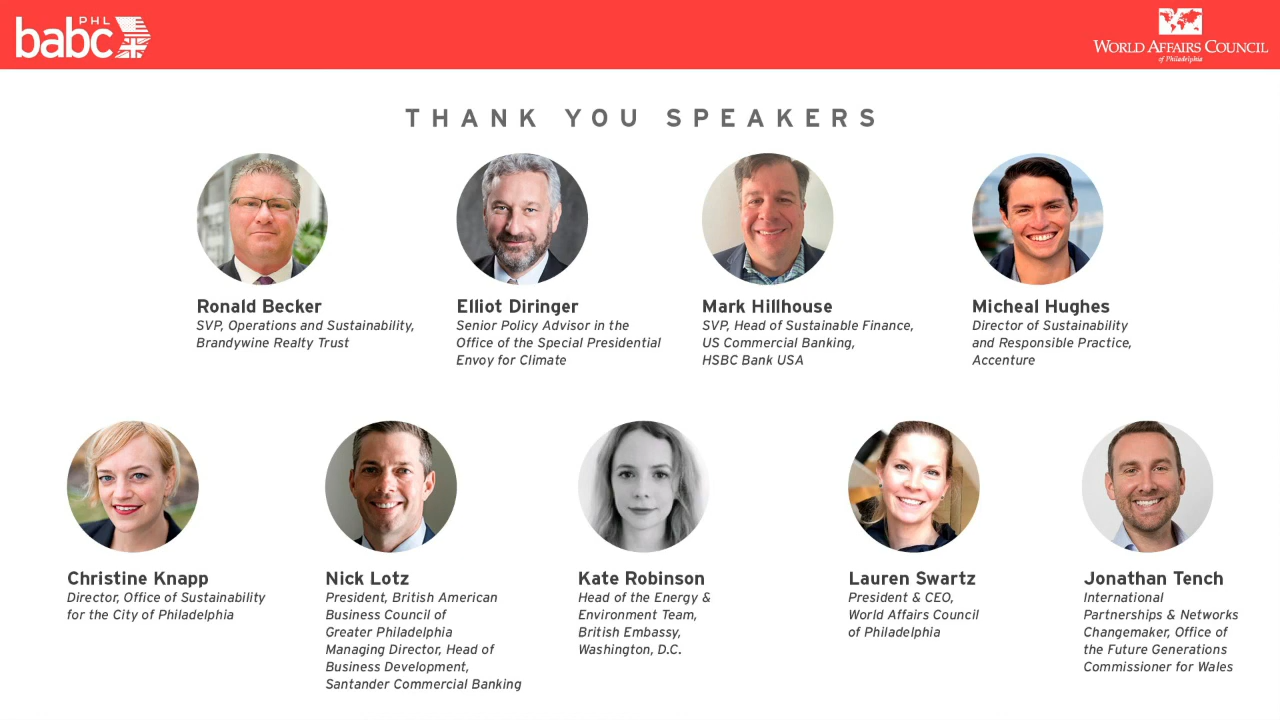 PHL
babc
WORLD AFFAIRS COUNCIL
of Philadelphia
THANK YOU SPEAKERS
Ronald Becker
SVP, Operations and Sustainability,
Brandywine Realty Trust
Elliot Diringer
Senior Policy Advisor in the
Office of the Special Presidential
Envoy for Climate
Mark Hillhouse
SVP, Head of Sustainable Finance,
US Commercial Banking,
HSBC Bank USA
Micheal Hughes
Director of Sustainability
and Responsible Practice,
Accenture
Christine Knapp
Director, Office of Sustainability
for the City of Philadelphia
Nick Lotz
President, British American
Business Council of
Greater Philadelphia
Managing Director, Head of
Business Development,
Santander Commercial Banking
Kate Robinson
Head of the Energy &
Environment Team,
British Embassy,
Washington, D.C.
Lauren Swartz
President & CEO,
World Affairs Council
of Philadelphia
Jonathan Tench
International
Partnerships & Networks
Changemaker, Office of
the Future Generations
Commissioner for Wales